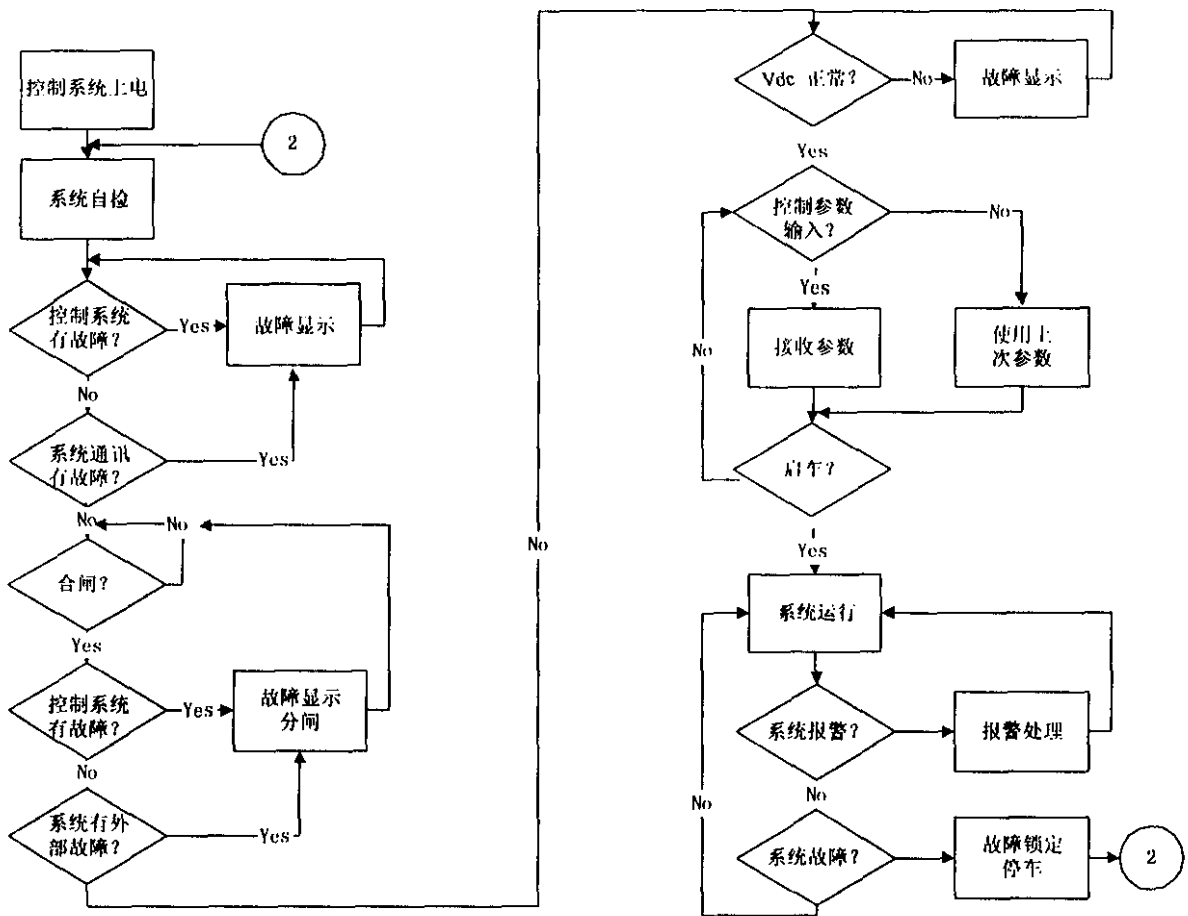 控制系统上电
2
系统自检
控制系统
有故障?
Yes
故障显示
No
系统通讯
有故障?
Yes
No
No
合闸?
Yes
控制系统
有故障?
Yes
故障显示
分闸
No
系统有外
部故障?
Yes
No
Vdc 正常?
No
故障显示
Yes
控制参数
输入?
No
Yes
接收参数
使用上
次参数
No
启车?
Yes
系统运行
系统报警?
报警处理
No
No
系统故障?
故障锁定
停车
2